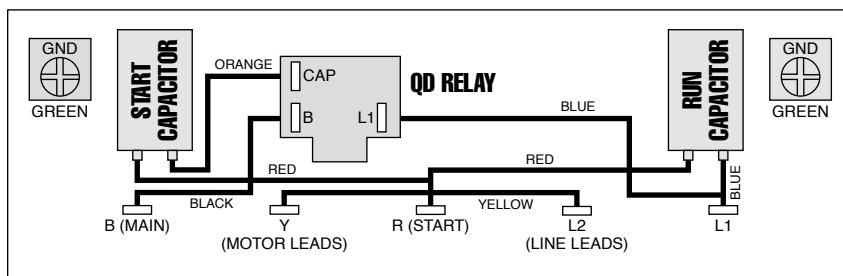 GND
GREEN
START
CAPACITOR
ORANGE
CAP
B
L1
QD RELAY
BLUE
RUN
CAPACITOR
GND
GREEN
RED
RED
BLUE
BLACK
YELLOW
B (MAIN)
Y
R (START)
L2
L1
(MOTOR LEADS)
(LINE LEADS)